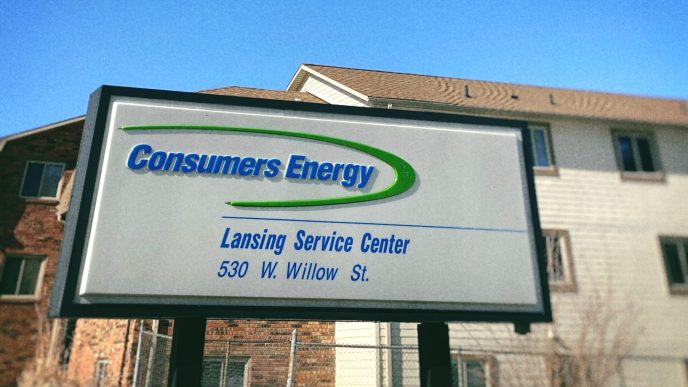 Consumers Energy
Lansing Service Center
530 W. Willow St.